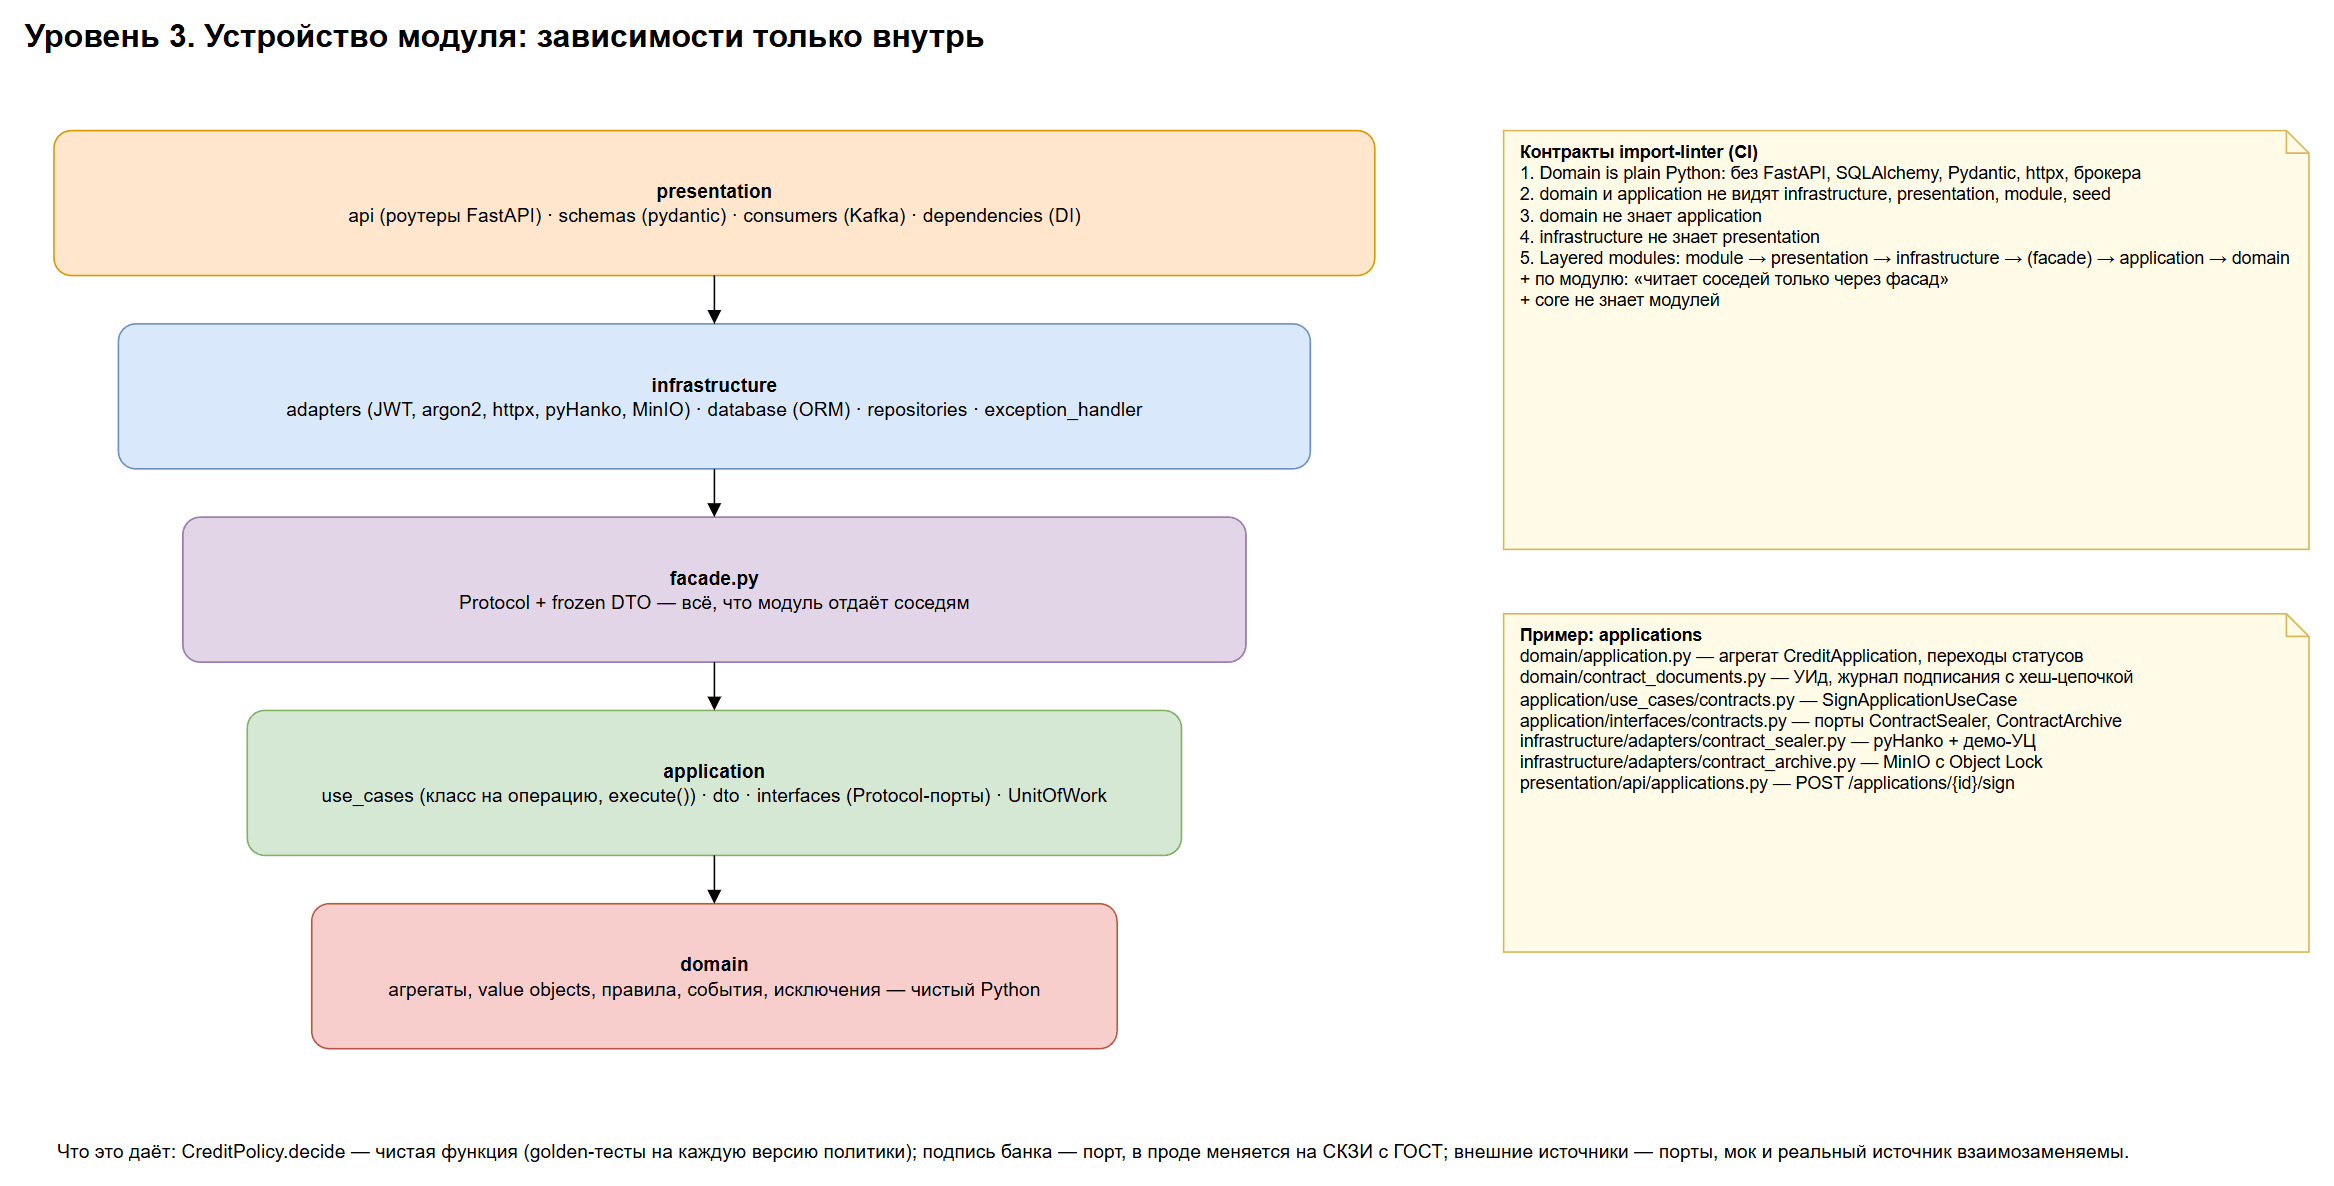 Уровень 3. Устройство модуля: зависимости только внутрь
presentation
api (роутеры FastAPI) · schemas (pydantic) · consumers (Kafka) · dependencies (DI)
infrastructure
adapters (JWT, argon2, httpx, pyHanko, MinIO) · database (ORM) · repositories · exception_handler
facade.py
Protocol + frozen DTO — всё, что модуль отдаёт соседям
application
use_cases (класс на операцию, execute()) · dto · interfaces (Protocol-порты) · UnitOfWork
domain
агрегаты, value objects, правила, события, исключения — чистый Python
Контракты import-linter (CI)
1. Domain is plain Python: без FastAPI, SQLAlchemy, Pydantic, httpx, брокера
2. domain и application не видят infrastructure, presentation, module, seed
3. domain не знает application
4. infrastructure не знает presentation
5. Layered modules: module → presentation → infrastructure → (facade) → application → domain
+ по модулю: «читает соседей только через фасад»
+ core не знает модулей
Пример: applications
domain/application.py — агрегат CreditApplication, переходы статусов
domain/contract_documents.py — УИд, журнал подписания с хеш-цепочкой
application/use_cases/contracts.py — SignApplicationUseCase
application/interfaces/contracts.py — порты ContractSealer, ContractArchive
infrastructure/adapters/contract_sealer.py — pyHanko + демо-УЦ
infrastructure/adapters/contract_archive.py — MinIO с Object Lock
presentation/api/applications.py — POST /applications/{id}/sign
Что это даёт: CreditPolicy.decide — чистая функция (golden-тесты на каждую версию политики); подпись банка — порт, в проде меняется на СКЗИ с ГОСТ; внешние источники — порты, мок и реальный источник взаимозаменяемы.